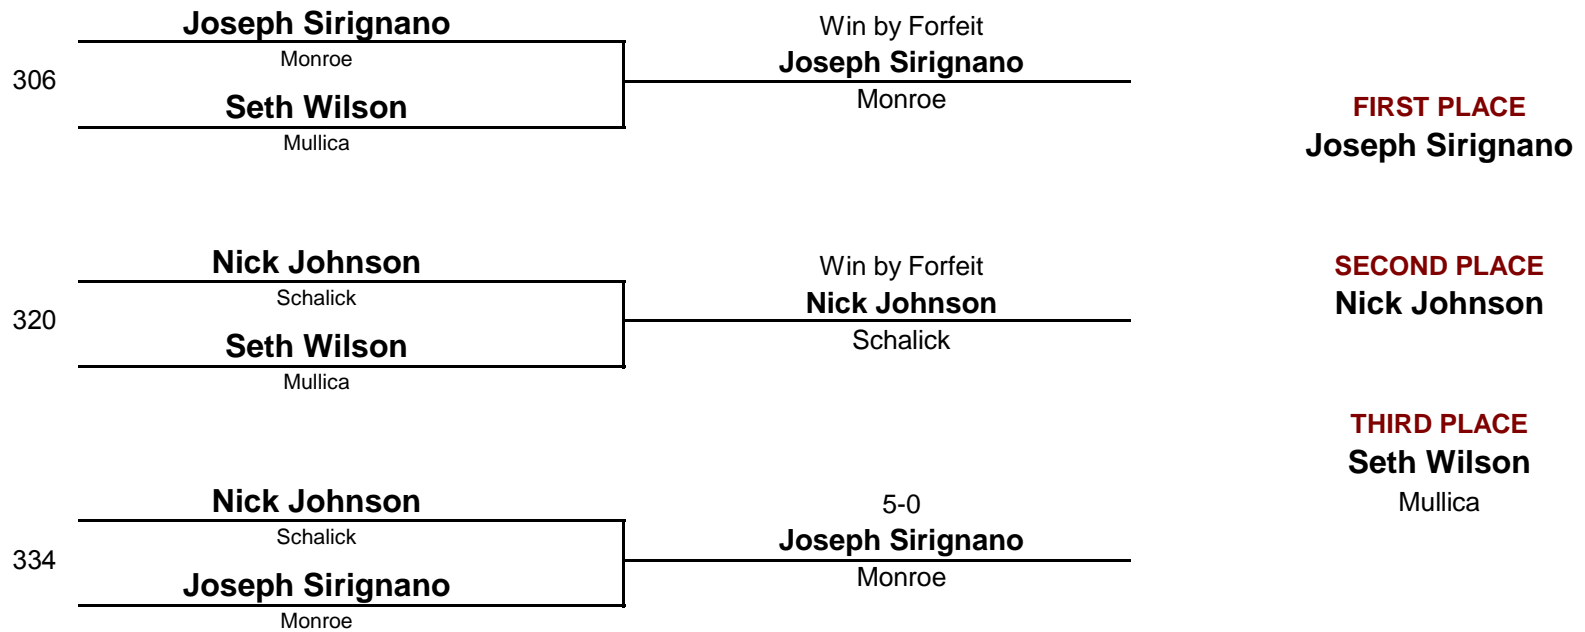 Joseph Sirignano
Monroe
306
Seth Wilson
Mullica
Win by Forfeit
Joseph Sirignano
Monroe
FIRST PLACE
Joseph Sirignano
Nick Johnson
Schalick
320
Seth Wilson
Mullica
Win by Forfeit
Nick Johnson
Schalick
SECOND PLACE
Nick Johnson
THIRD PLACE
Seth Wilson
Mullica
Nick Johnson
Schalick
334
Joseph Sirignano
Monroe
5-0
Joseph Sirignano
Monroe